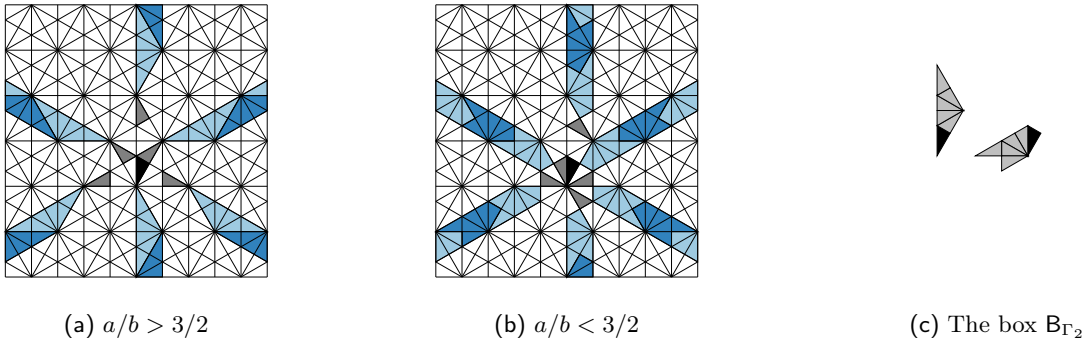 (a) a/b > 3/2
(b) a/b < 3/2
(c) The box B_{Γ_2}